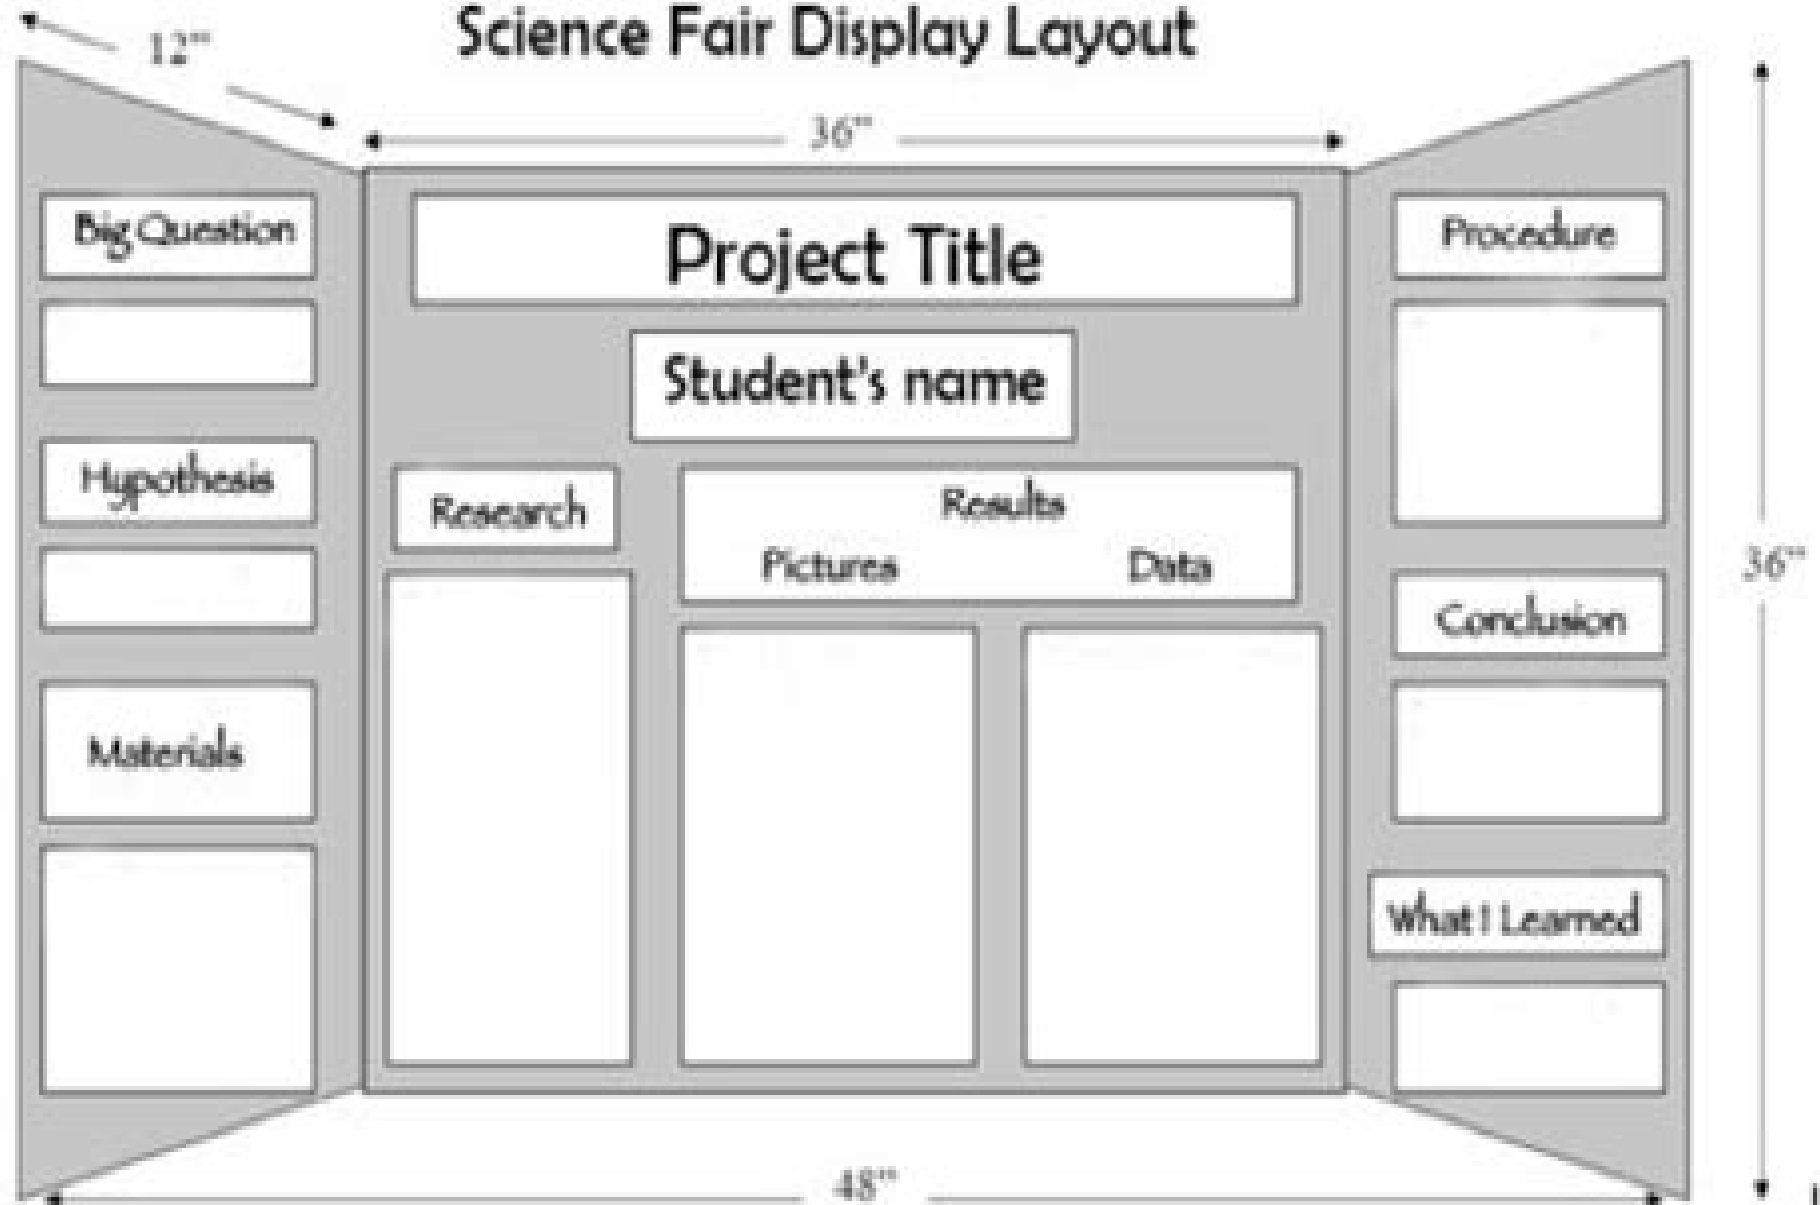 Science Fair Display Layout
12"
36"
Big Question
Hypothesis
Materials
Project Title
Student's name
Research
Results
Pictures Data
Procedure
Conclusion
What I Learned
36"
48"